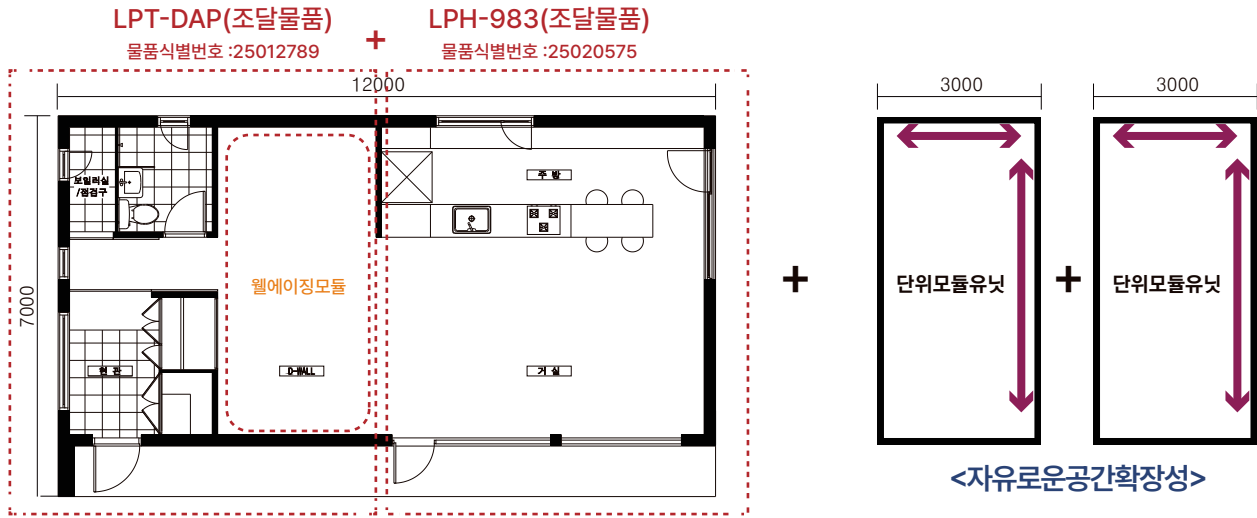 LPT-DAP(조달물품)
물품식별번호 :25012789
+
LPH-983(조달물품)
물품식별번호 :25020575
12000
3000
3000
7000
보일러실
/점검구
주 방
웰에이징모듈
현 관
D-WALL
거 실
+
단위모듈유닛
+
단위모듈유닛
<자유로운공간확장성>